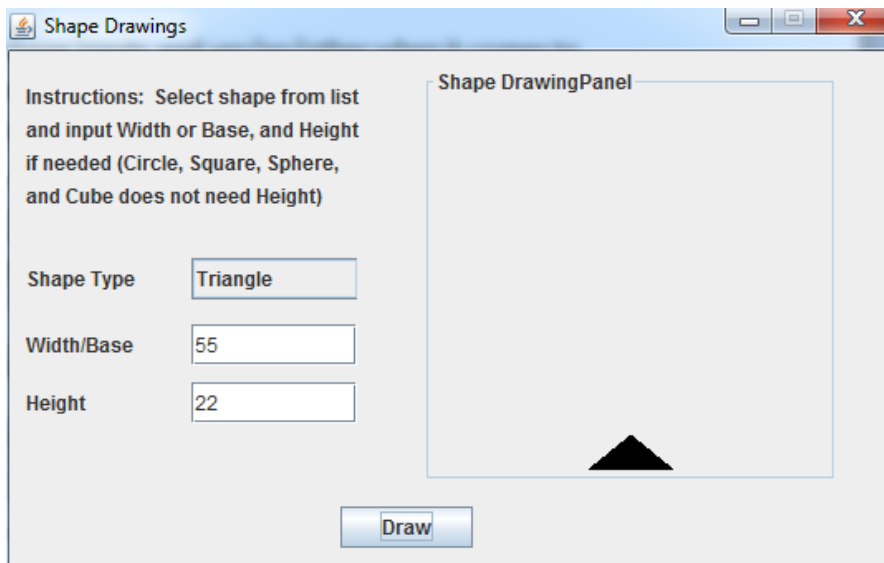 Shape Drawings
Instructions:  Select shape from list
and input Width or Base, and Height
if needed (Circle, Square, Sphere,
and Cube does not need Height)
Shape Type
Triangle
Width/Base
55
Height
22
Shape DrawingPanel
Draw